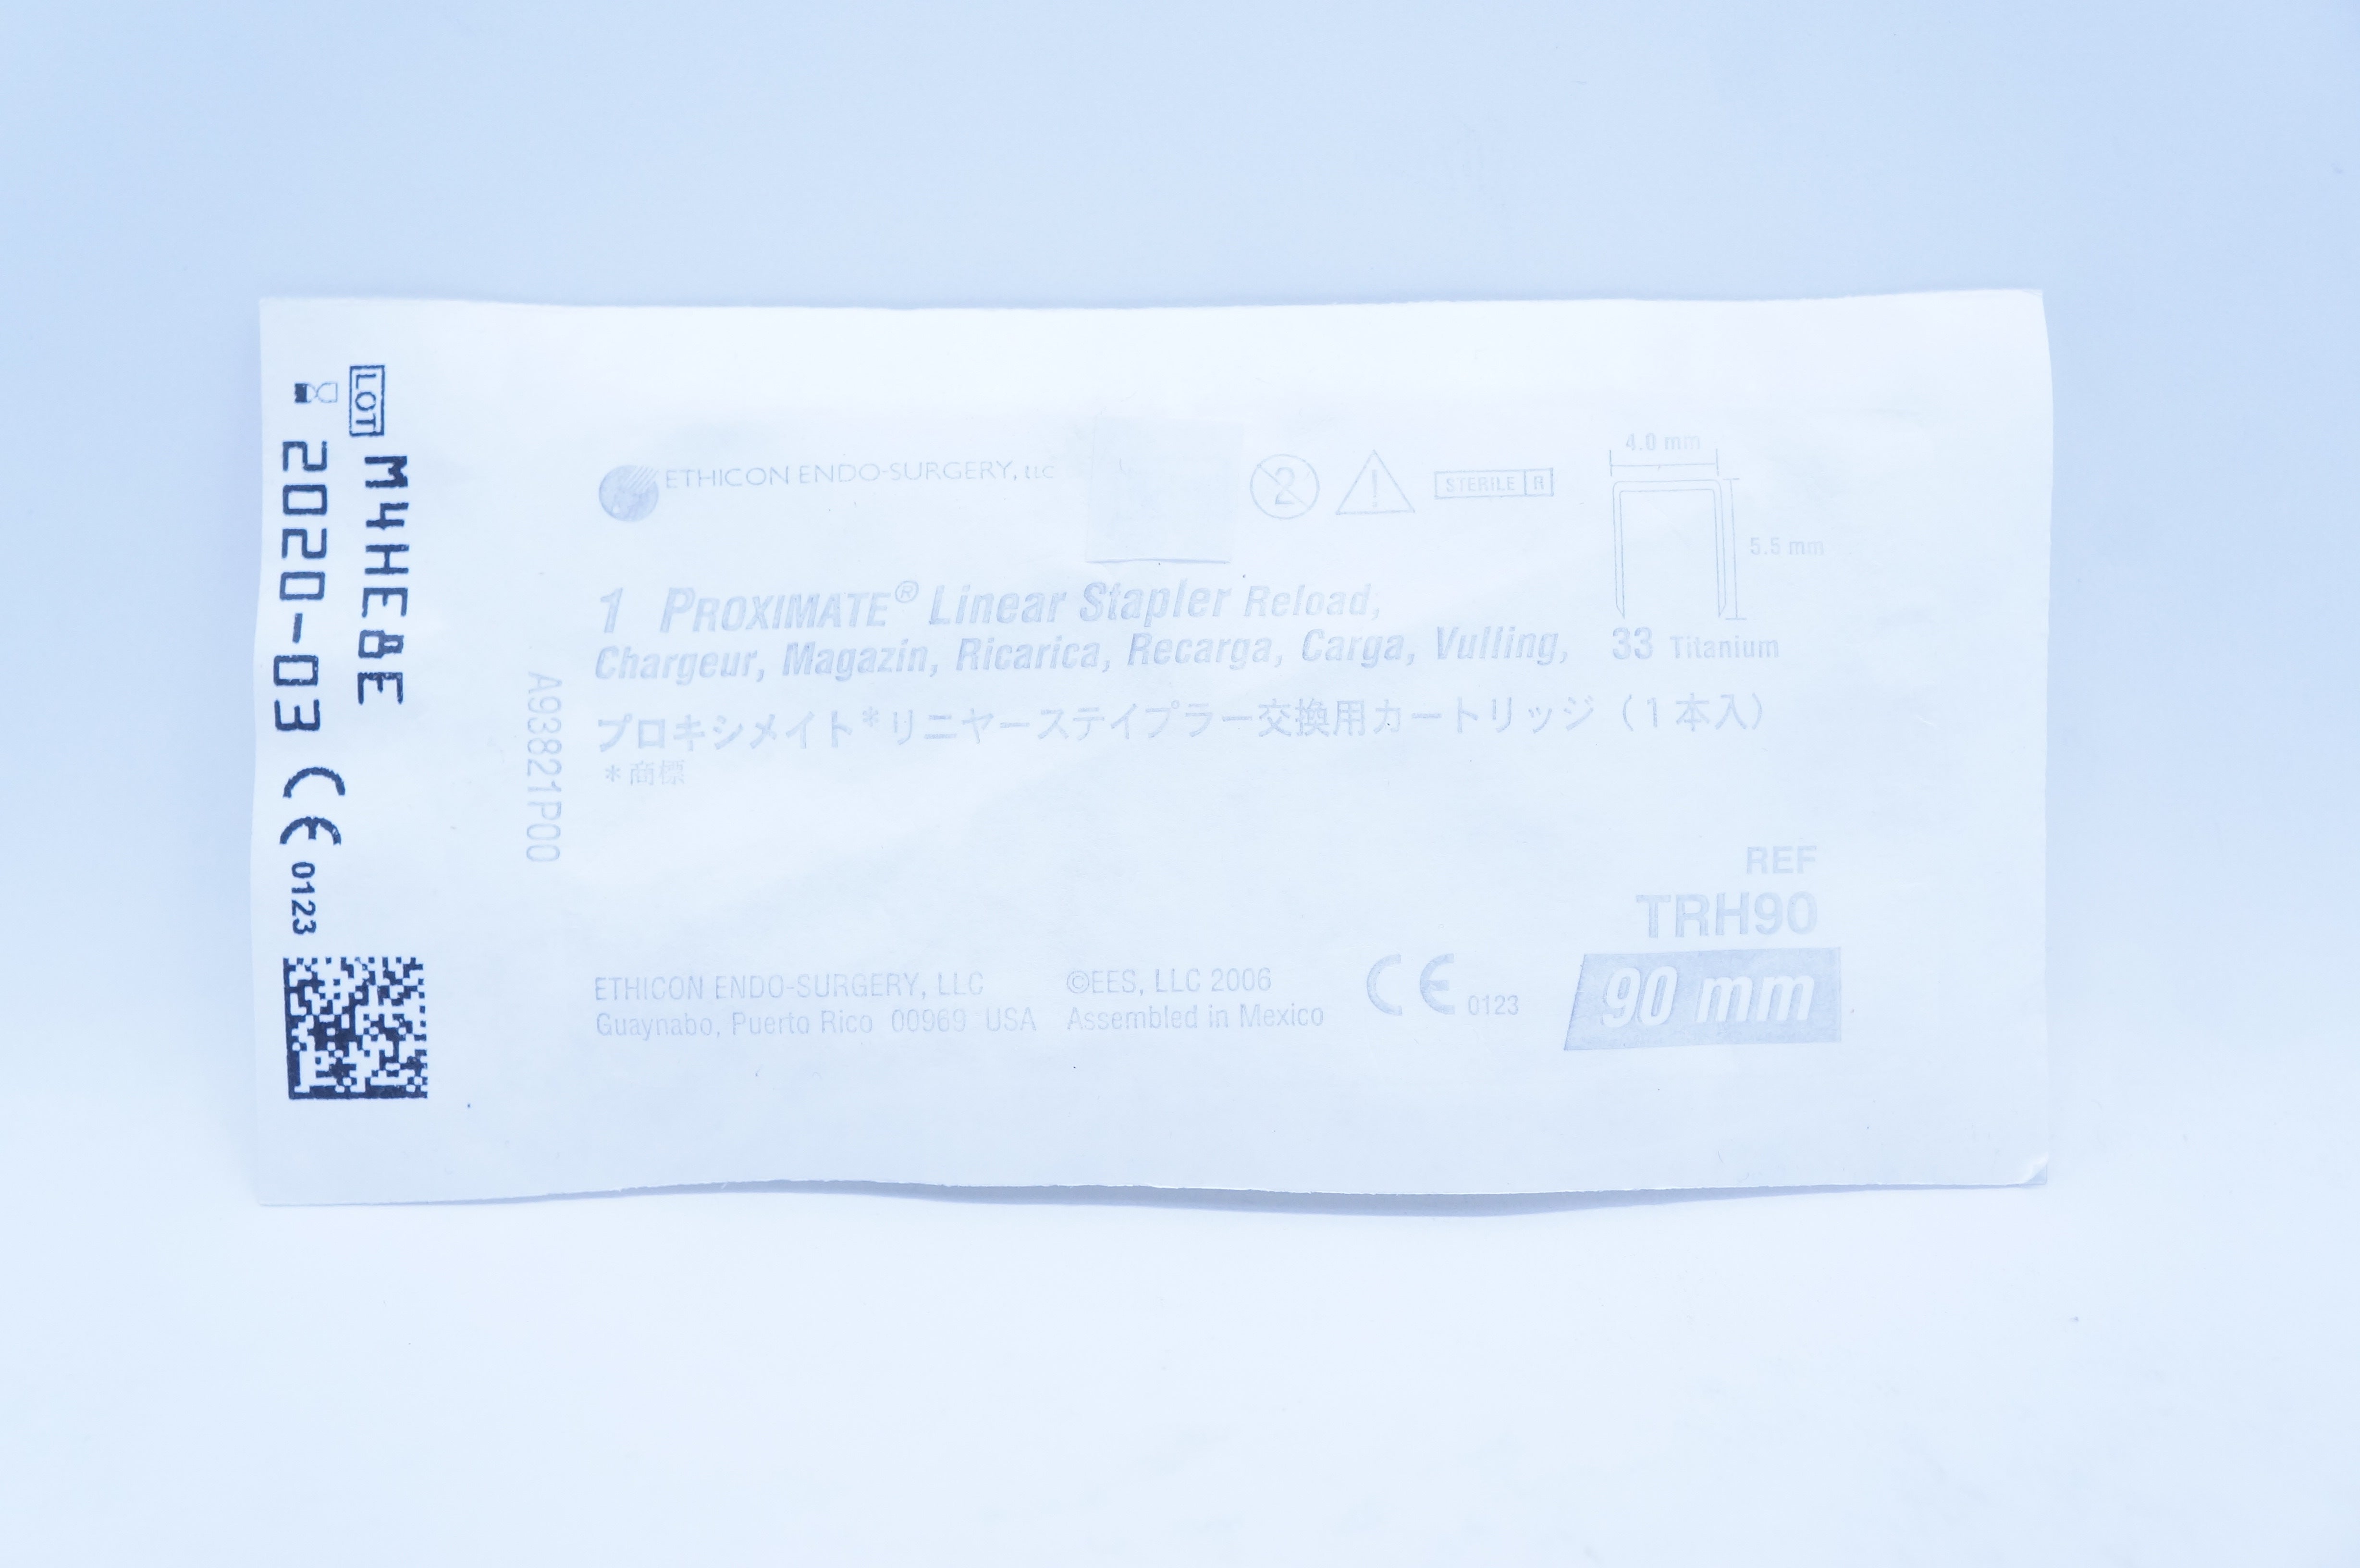 LOT M4HE8E
2020-03
0123
ETHICON ENDO-SURGERY, LLC
2
STERILE R
4.0 mm
5.5 mm
1 PROXIMATE® Linear Stapler Reload,
Chargeur, Magazin, Ricarica, Recarga, Carga, Vulling,
33 Titanium
プロキシメイト*リニヤーステイプラー交換用カートリッジ（1本入）
*商標
A93821P00
REF
TRH90
90 mm
ETHICON ENDO-SURGERY, LLC
Guaynabo, Puerto Rico 00969 USA
©EES, LLC 2006
Assembled in Mexico
CE 0123